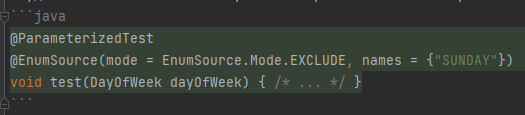 ```java
@ParameterizedTest
@EnumSource(mode = EnumSource.Mode.EXCLUDE, names = {"SUNDAY"})
void test(DayOfWeek dayOfWeek) { /* ... */ }
```